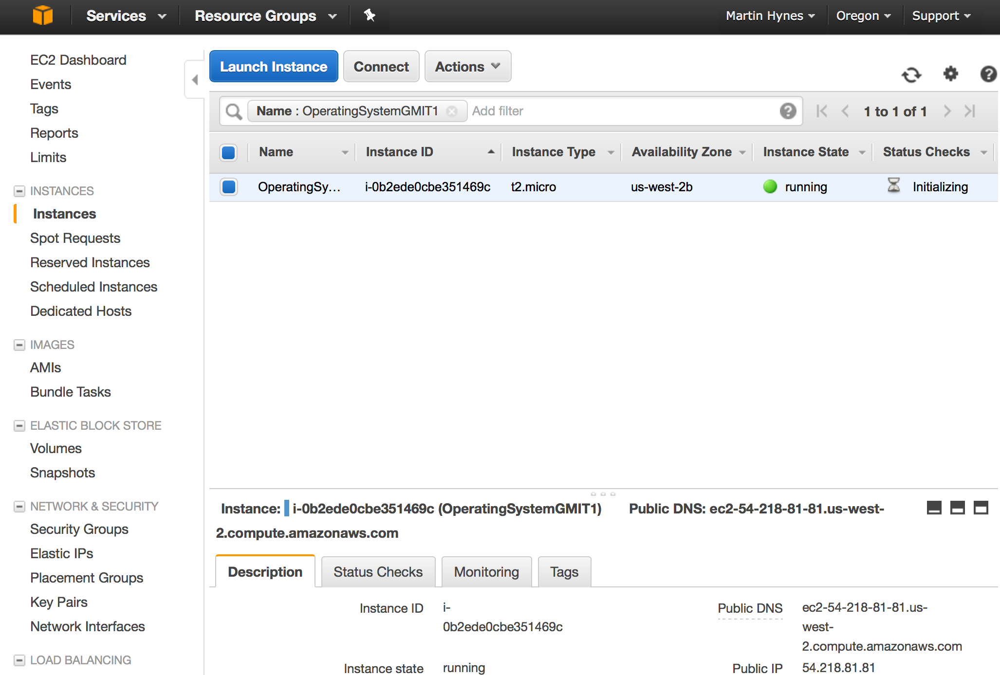 Services
Resource Groups
Martin Hynes
Oregon
Support
EC2 Dashboard
Events
Tags
Reports
Limits
INSTANCES
Instances
Spot Requests
Reserved Instances
Scheduled Instances
Dedicated Hosts
IMAGES
AMIs
Bundle Tasks
ELASTIC BLOCK STORE
Volumes
Snapshots
NETWORK & SECURITY
Security Groups
Elastic IPs
Placement Groups
Key Pairs
Network Interfaces
LOAD BALANCING
Launch Instance
Connect
Actions
Name : OperatingSystemGMIT1
Add filter
1 to 1 of 1
Name
Instance ID
Instance Type
Availability Zone
Instance State
Status Checks
OperatingSy...
i-0b2ede0cbe351469c
t2.micro
us-west-2b
running
Initializing
Instance: i-0b2ede0cbe351469c (OperatingSystemGMIT1) Public DNS: ec2-54-218-81-81.us-west-
2.compute.amazonaws.com
Description
Status Checks
Monitoring
Tags
Instance ID
i-
0b2ede0cbe351469c
Public DNS
ec2-54-218-81-81.us-
west-
2.compute.amazonaws.com
Instance state
running
Public IP
54.218.81.81